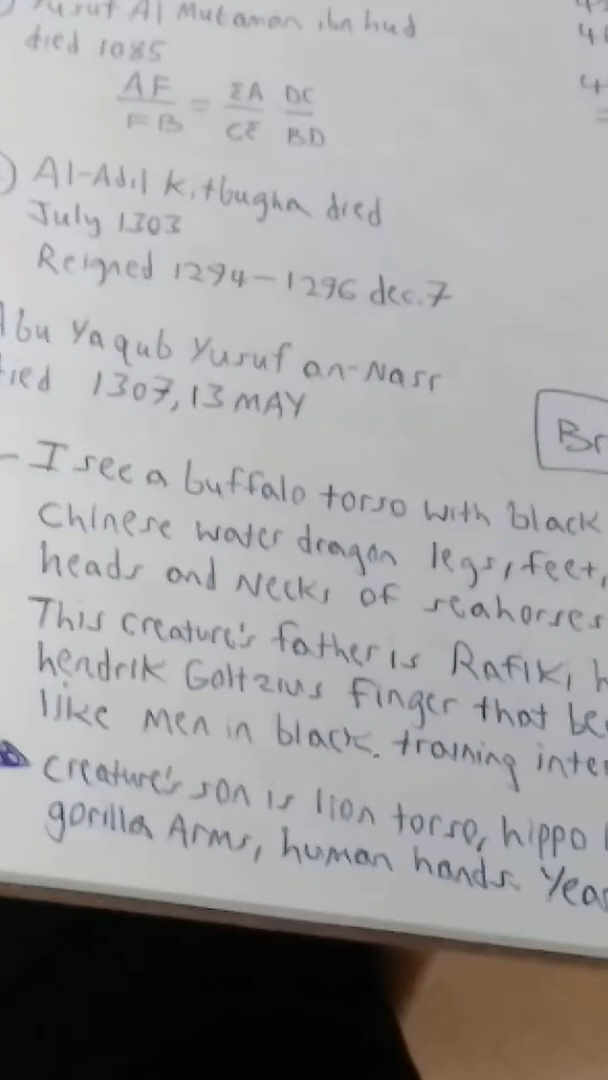 Yusuf Al Mutaman ibn hud
died 1085
AF/FB = EA/CE DC/BD
Al-Adil Kitbugha died
July 1303
Reigned 1294-1296 dec.7
Abu Yaqub Yusuf an-Nasr
died 1307, 13 MAY
Br
- I see a buffalo torso with black
Chinese water dragon legs, feet,
heads and Necks of seahorses
This creature's father is Rafiki, h
hendrik Goltzius finger that be
like men in black. training inte
creature's son is lion torso, hippo
gorilla Arms, human hands. Year